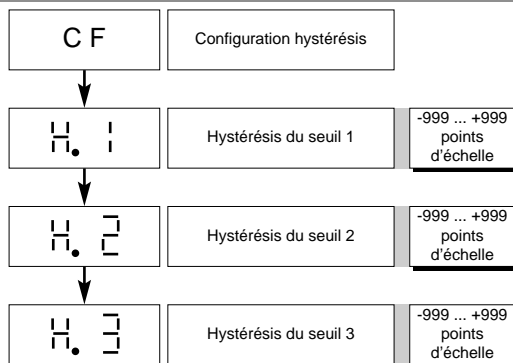 C F
Configuration hystérésis
H. 1
Hystérésis du seuil 1
-999 ... +999
points
d'échelle
H. 2
Hystérésis du seuil 2
-999 ... +999
points
d'échelle
H. 3
Hystérésis du seuil 3
-999 ... +999
points
d'échelle